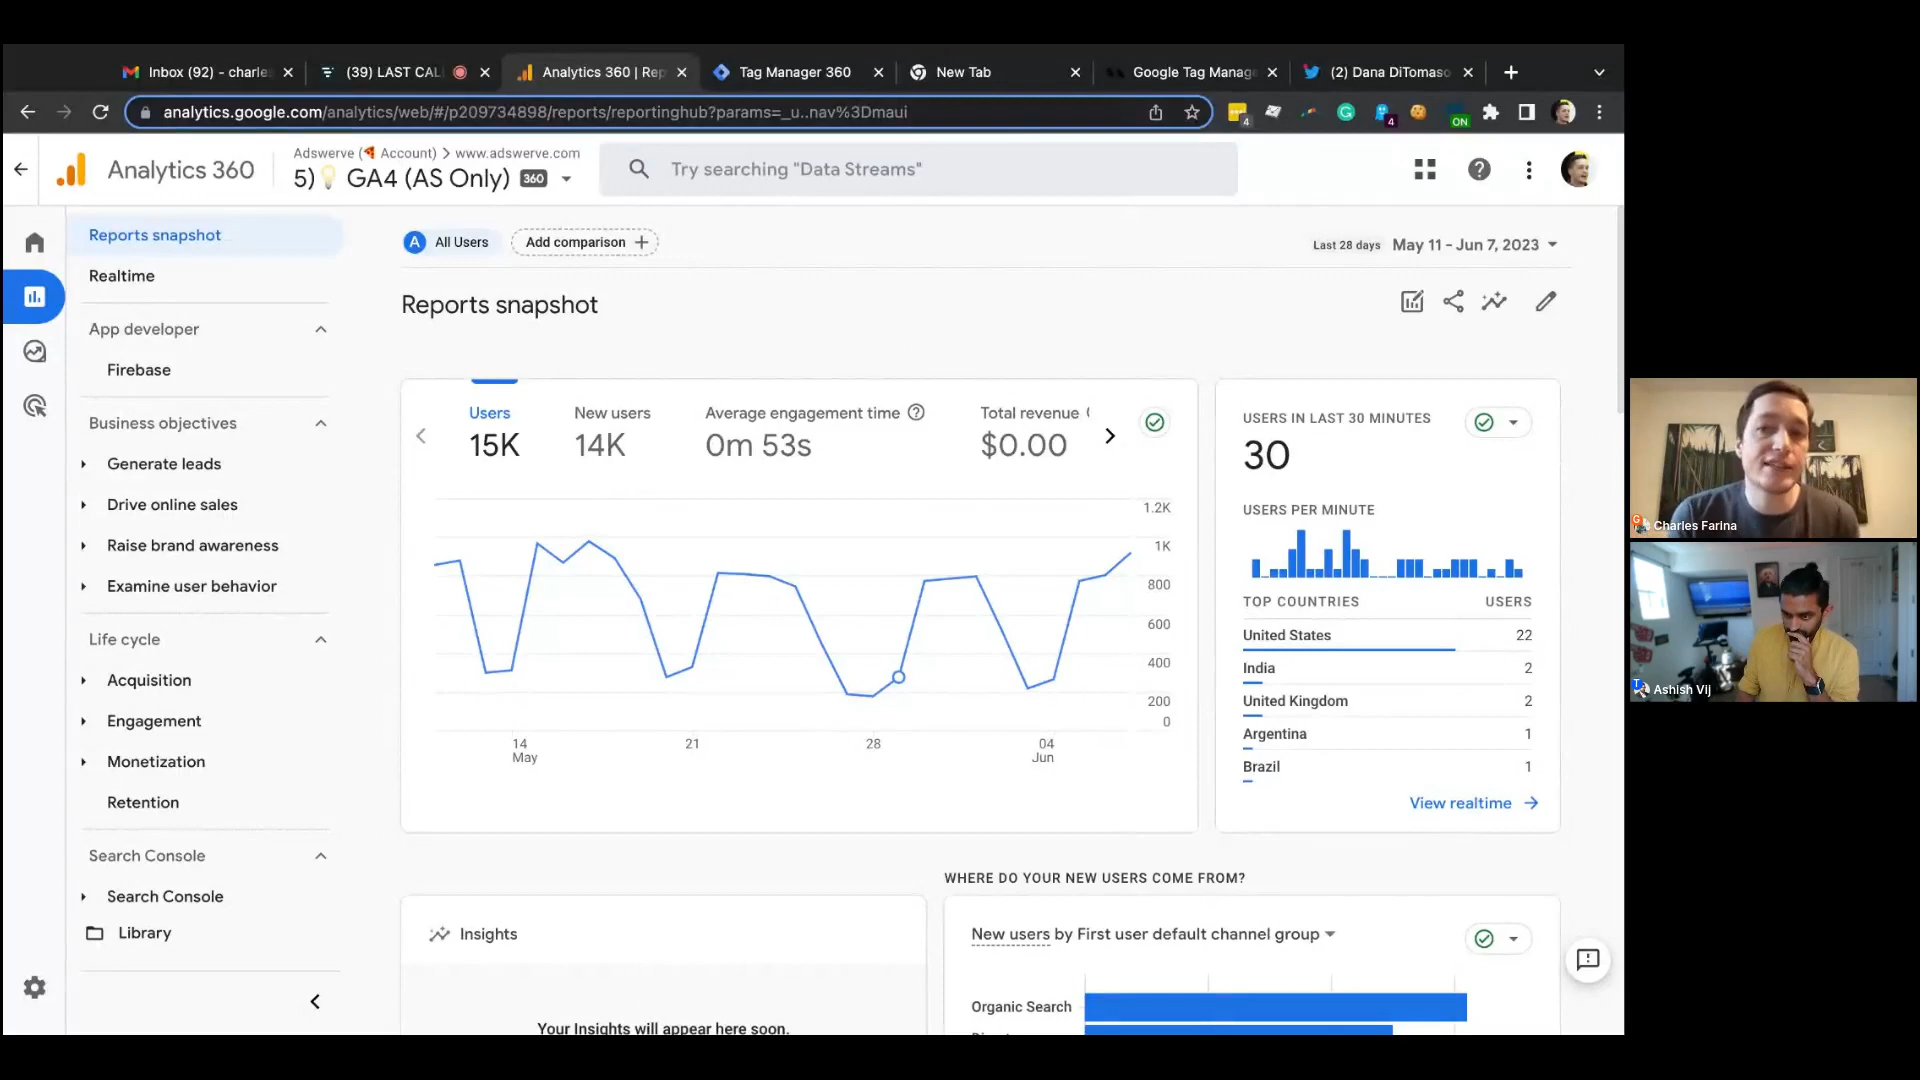 Inbox (92) - charles
(39) LAST CAL
Analytics 360 | Rep
Tag Manager 360
New Tab
Google Tag Manag
(2) Dana DiTomaso
analytics.google.com/analytics/web/#/p209734898/reports/reportinghub?params=_u..nav%3Dmaui
4
4
ON
Analytics 360
Adswerve ( Account) > www.adswerve.com
5) GA4 (AS Only) 360
Try searching "Data Streams"
Reports snapshot
Realtime
App developer
Firebase
Business objectives
Generate leads
Drive online sales
Raise brand awareness
Examine user behavior
Life cycle
Acquisition
Engagement
Monetization
Retention
Search Console
Search Console
Library
A All Users
Add comparison +
Last 28 days May 11 - Jun 7, 2023
Reports snapshot
Users
15K
New users
14K
Average engagement time
0m 53s
Total revenue
$0.00
1.2K
1K
800
600
400
200
0
14
May
21
28
04
Jun
USERS IN LAST 30 MINUTES
30
USERS PER MINUTE
TOP COUNTRIES USERS
United States 22
India 2
United Kingdom 2
Argentina 1
Brazil 1
View realtime
Insights
Your Insights will appear here soon.
WHERE DO YOUR NEW USERS COME FROM?
New users by First user default channel group
Organic Search
Charles Farina
Ashish Vij